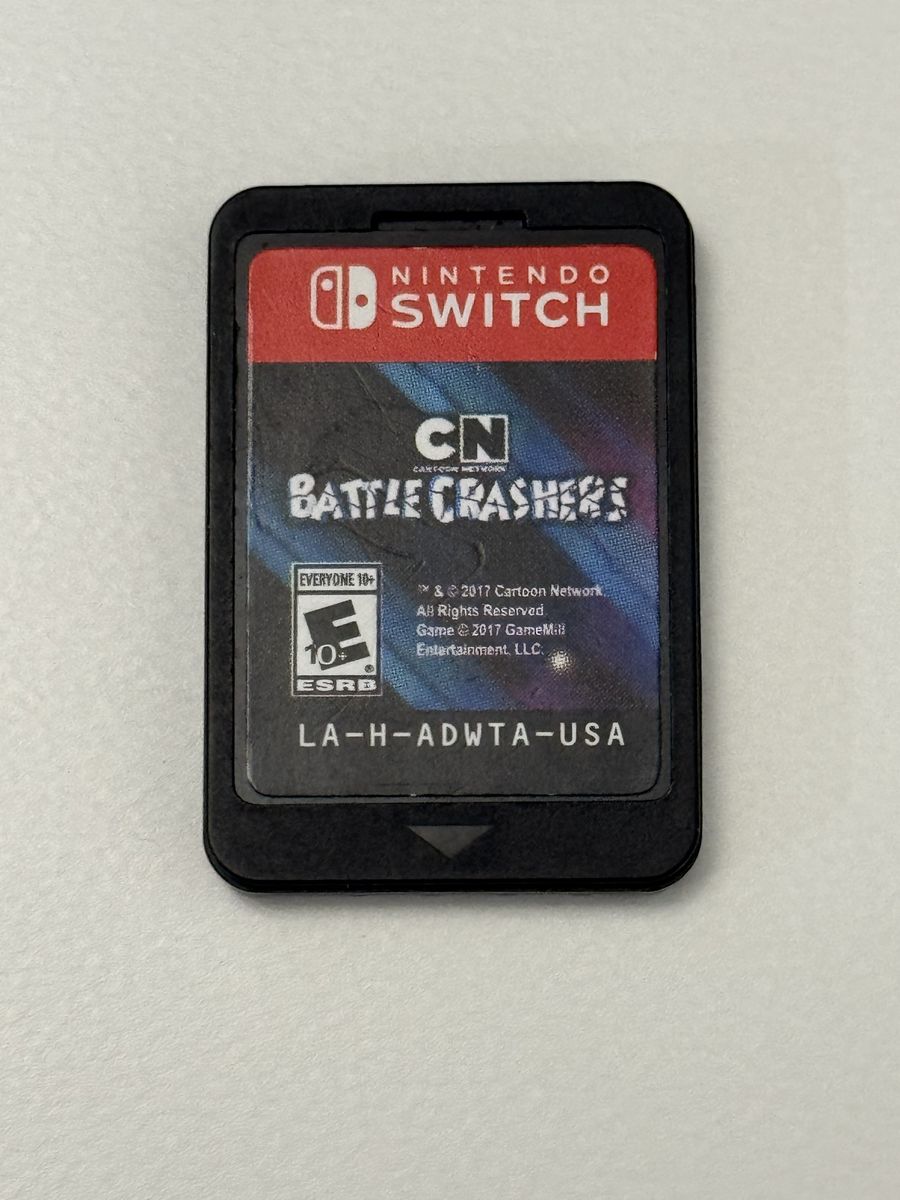 NINTENDO
SWITCH
CN
CARTOON NETWORK
BATTLE CRASHERS
EVERYONE 10+
E
10+
®
ESRB
™ & © 2017 Cartoon Network.
All Rights Reserved.
Game © 2017 GameMill
Entertainment, LLC.
LA-H-ADWTA-USA